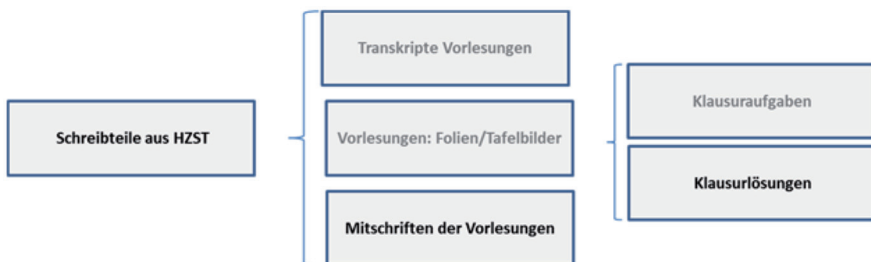 Schreibteile aus HZST
Transkripte Vorlesungen
Vorlesungen: Folien/Tafelbilder
Mitschriften der Vorlesungen
Klausuraufgaben
Klausurlösungen